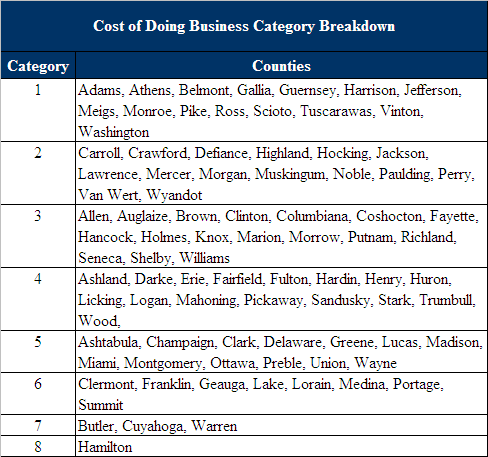 Cost of Doing Business Category Breakdown
Category Counties
1 Adams, Athens, Belmont, Gallia, Guernsey, Harrison, Jefferson,
Meigs, Monroe, Pike, Ross, Scioto, Tuscarawas, Vinton,
Washington
2 Carroll, Crawford, Defiance, Highland, Hocking, Jackson,
Lawrence, Mercer, Morgan, Muskingum, Noble, Paulding, Perry,
Van Wert, Wyandot
3 Allen, Auglaize, Brown, Clinton, Columbiana, Coshocton, Fayette,
Hancock, Holmes, Knox, Marion, Morrow, Putnam, Richland,
Seneca, Shelby, Williams
4 Ashland, Darke, Erie, Fairfield, Fulton, Hardin, Henry, Huron,
Licking, Logan, Mahoning, Pickaway, Sandusky, Stark, Trumbull,
Wood,
5 Ashtabula, Champaign, Clark, Delaware, Greene, Lucas, Madison,
Miami, Montgomery, Ottawa, Preble, Union, Wayne
6 Clermont, Franklin, Geauga, Lake, Lorain, Medina, Portage,
Summit
7 Butler, Cuyahoga, Warren
8 Hamilton